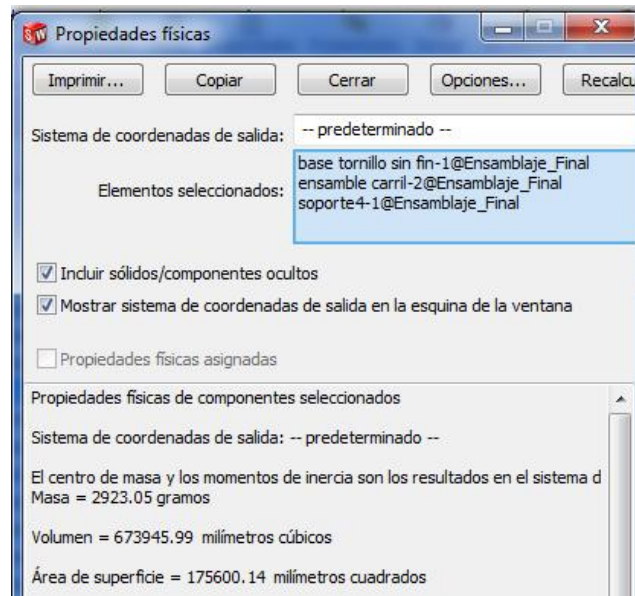 SW Propiedades físicas
Imprimir... Copiar Cerrar Opciones... Recalcu
Sistema de coordenadas de salida: -- predeterminado --
base tornillo sin fin-1@Ensamblaje_Final
Elementos seleccionados: ensamble carril-2@Ensamblaje_Final
soporte4-1@Ensamblaje_Final
Incluir sólidos/componentes ocultos
Mostrar sistema de coordenadas de salida en la esquina de la ventana
Propiedades físicas asignadas
Propiedades físicas de componentes seleccionados
Sistema de coordenadas de salida: -- predeterminado --
El centro de masa y los momentos de inercia son los resultados en el sistema d
Masa = 2923.05 gramos
Volumen = 673945.99 milímetros cúbicos
Área de superficie = 175600.14 milímetros cuadrados